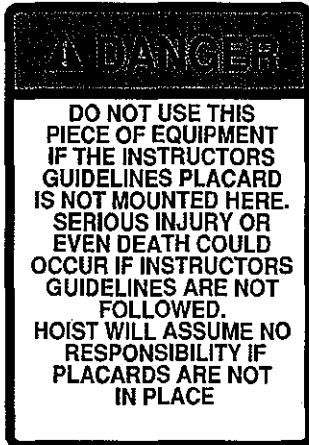 ⚠ DANGER
DO NOT USE THIS
PIECE OF EQUIPMENT
IF THE INSTRUCTORS
GUIDELINES PLACARD
IS NOT MOUNTED HERE.
SERIOUS INJURY OR
EVEN DEATH COULD
OCCUR IF INSTRUCTORS
GUIDELINES ARE NOT
FOLLOWED.
HOIST WILL ASSUME NO
RESPONSIBILITY IF
PLACARDS ARE NOT
IN PLACE